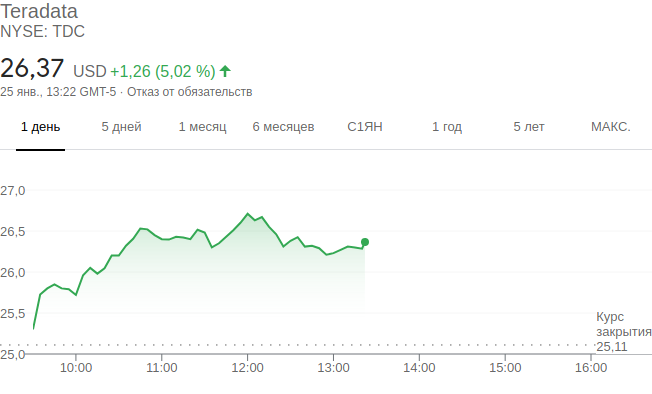 Teradata
NYSE: TDC
26,37 USD +1,26 (5,02 %)
25 янв., 13:22 GMT-5 · Отказ от обязательств
1 день 5 дней 1 месяц 6 месяцев С1ЯН 1 год 5 лет МАКС.
27,0
26,5
26,0
25,5
Курс
закрытия
25,11
25,0
10:00 11:00 12:00 13:00 14:00 15:00 16:00